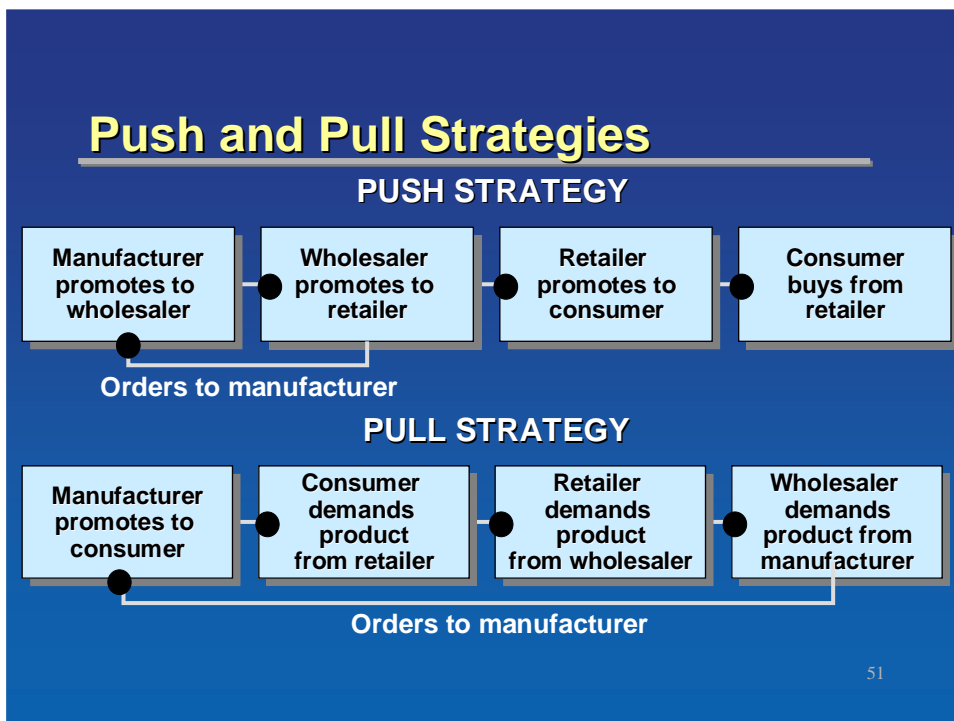 Push and Pull Strategies
PUSH STRATEGY
Manufacturer
promotes to
wholesaler
Wholesaler
promotes to
retailer
Retailer
promotes to
consumer
Consumer
buys from
retailer
Orders to manufacturer
PULL STRATEGY
Manufacturer
promotes to
consumer
Consumer
demands
product
from retailer
Retailer
demands
product
from wholesaler
Wholesaler
demands
product from
manufacturer
Orders to manufacturer
51